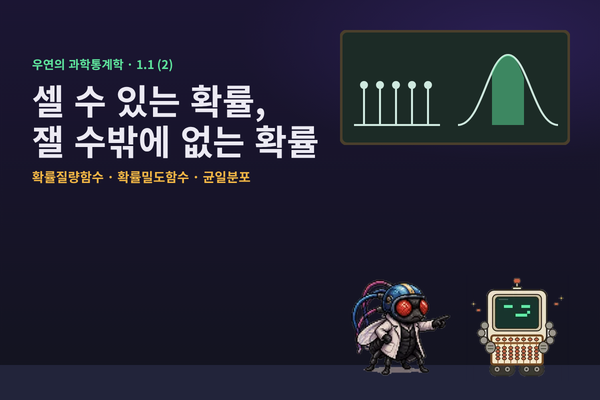 우연의 과학통계학 · 1.1 (2)
셀 수 있는 확률,
잴 수밖에 없는 확률
확률질량함수 · 확률밀도함수 · 균일분포